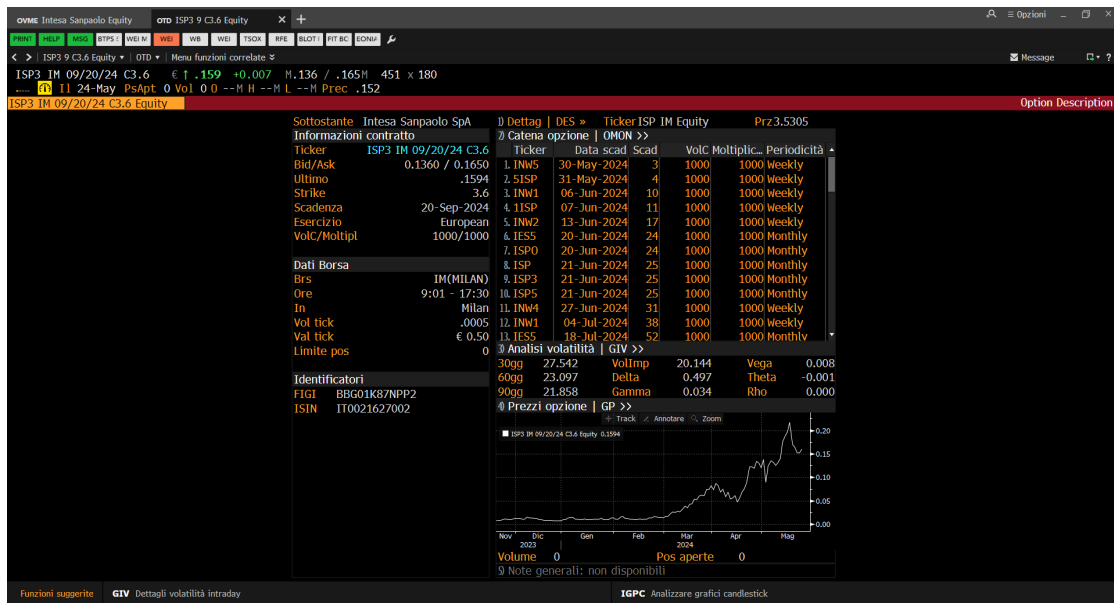 OVME Intesa Sanpaolo Equity OTD ISP3 9 C3.6 Equity × + Opzioni
PRINT HELP MSG BTPS WEI M WEI WB WEI TSOX RFE BLOT FIT BC EONIA
< > ISP3 9 C3.6 Equity OTD Menu funzioni correlate Message ?
ISP3 IM 09/20/24 C3.6 € ↑ .159 +0.007 M.136 / .165M 451 x 180
Il 24-May PsApt 0 Vol 0 O --M H --M L --M Prec .152
ISP3 IM 09/20/24 C3.6 Equity Option Description
Sottostante Intesa Sanpaolo SpA 1) Dettag | DES » Ticker ISP IM Equity Prz 3.5305
Informazioni contratto
Ticker ISP3 IM 09/20/24 C3.6
Bid/Ask 0.1360 / 0.1650
Ultimo .1594
Strike 3.6
Scadenza 20-Sep-2024
Esercizio European
VolC/Moltipl 1000/1000
Dati Borsa
Brs IM(MILAN)
Ore 9:01 - 17:30
In Milan
Vol tick .0005
Val tick € 0.50
Limite pos 0
Identificatori
FIGI BBG01K87NPP2
ISIN IT0021627002
2) Catena opzione | OMON >>
Ticker Data scad Scad VolC Moltiplic... Periodicità
1. INW5 30-May-2024 3 1000 1000 Weekly
2. 5ISP 31-May-2024 4 1000 1000 Weekly
3. INW1 06-Jun-2024 10 1000 1000 Weekly
4. 1ISP 07-Jun-2024 11 1000 1000 Weekly
5. INW2 13-Jun-2024 17 1000 1000 Weekly
6. IES5 20-Jun-2024 24 1000 1000 Monthly
7. ISPO 20-Jun-2024 24 1000 1000 Monthly
8. ISP 21-Jun-2024 25 1000 1000 Monthly
9. ISP3 21-Jun-2024 25 1000 1000 Monthly
10. ISP5 21-Jun-2024 25 1000 1000 Monthly
11. INW4 27-Jun-2024 31 1000 1000 Weekly
12. INW1 04-Jul-2024 38 1000 1000 Weekly
13. IES5 18-Jul-2024 52 1000 1000 Monthly
3) Analisi volatilità | GIV >>
30gg 27.542 VolImp 20.144 Vega 0.008
60gg 23.097 Delta 0.497 Theta -0.001
90gg 21.858 Gamma 0.034 Rho 0.000
4) Prezzi opzione | GP >>
Track Annotare Zoom
ISP3 IM 09/20/24 C3.6 Equity 0.1594
0.20
0.15
0.10
0.05
0.00
Nov Dic Gen Feb Mar Apr Mag
2023 2024
Volume 0 Pos aperte 0
5) Note generali: non disponibili
Funzioni suggerite GIV Dettagli volatilità intraday IGPC Analizzare grafici candlestick